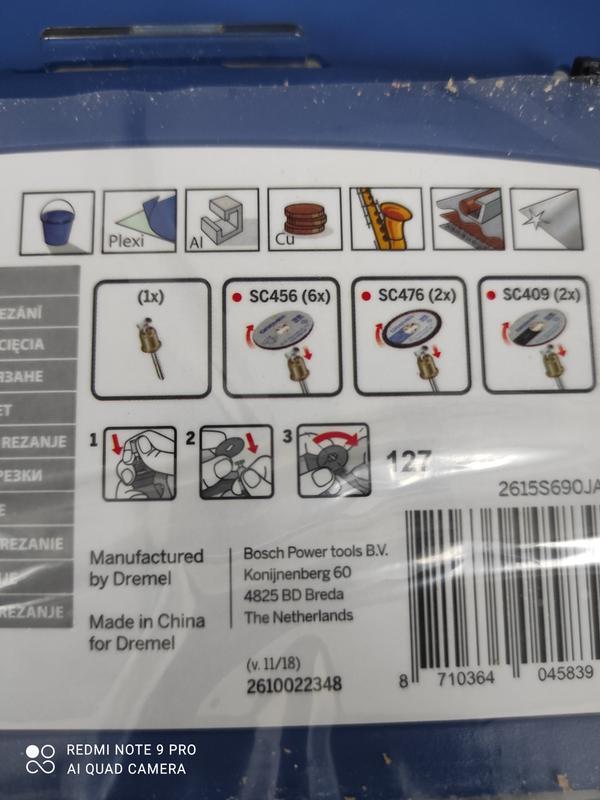 Plexi
Al
Cu
(1x)
SC456 (6x)
SC476 (2x)
SC409 (2x)
EZÁNÍ
CIĘCIA
ЯЗАНЕ
ET
REZANJE
РЕЗКИ
E
REZANIE
REZANJE
1
2
3
127
2615S690JA
Manufactured
by Dremel
Made in China
for Dremel
Bosch Power tools B.V.
Konijnenberg 60
4825 BD Breda
The Netherlands
(v. 11/18)
2610022348
8 710364 045839
REDMI NOTE 9 PRO
AI QUAD CAMERA